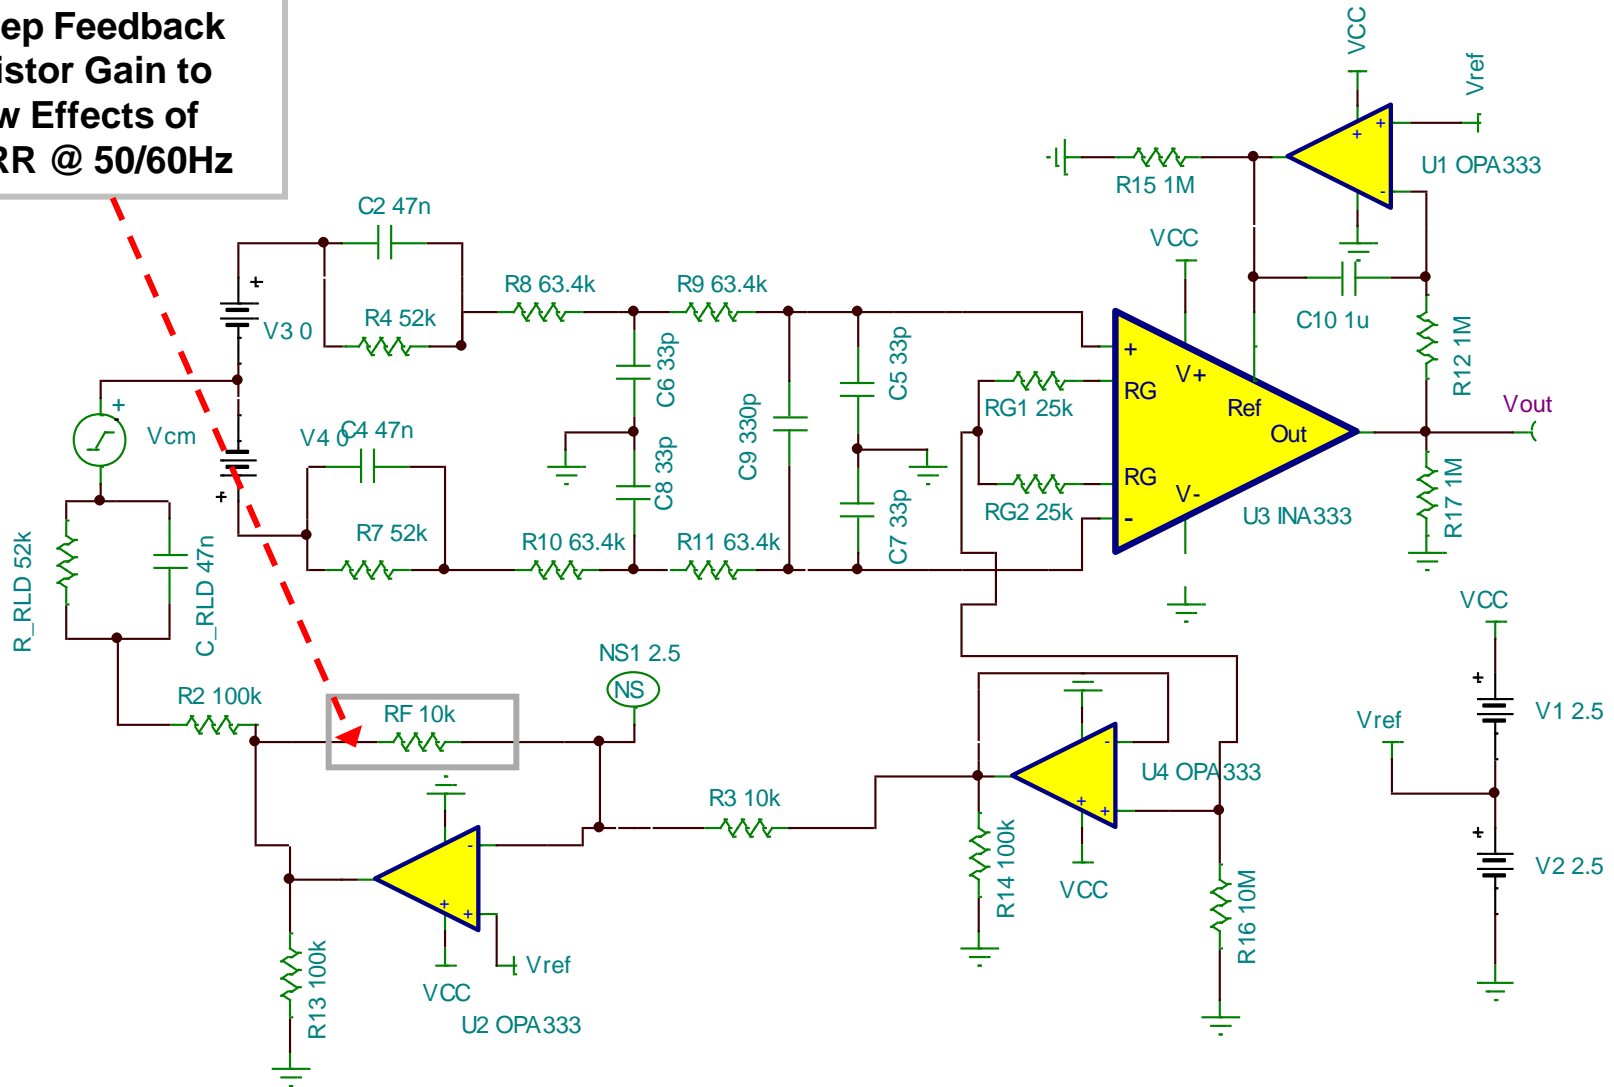 ep Feedback
istor Gain to
w Effects of
RR @ 50/60Hz
C2 47n
R4 52k
V3 0
R8 63.4k
R9 63.4k
C6 33p
C5 33p
C9 330p
C8 33p
C7 33p
+
Vcm
V4 0
C4 47n
R7 52k
R10 63.4k
R11 63.4k
R_RLD 52k
C_RLD 47n
R2 100k
RF 10k
NS1 2.5
NS
R3 10k
R13 100k
VCC
Vref
U2 OPA333
R14 100k
VCC
U4 OPA333
R16 10M
RG1 25k
RG2 25k
VCC
+
RG
V+
Ref
Out
RG
V-
-
U3 INA333
R15 1M
VCC
Vref
U1 OPA333
C10 1u
R12 1M
Vout
R17 1M
VCC
V1 2.5
Vref
V2 2.5